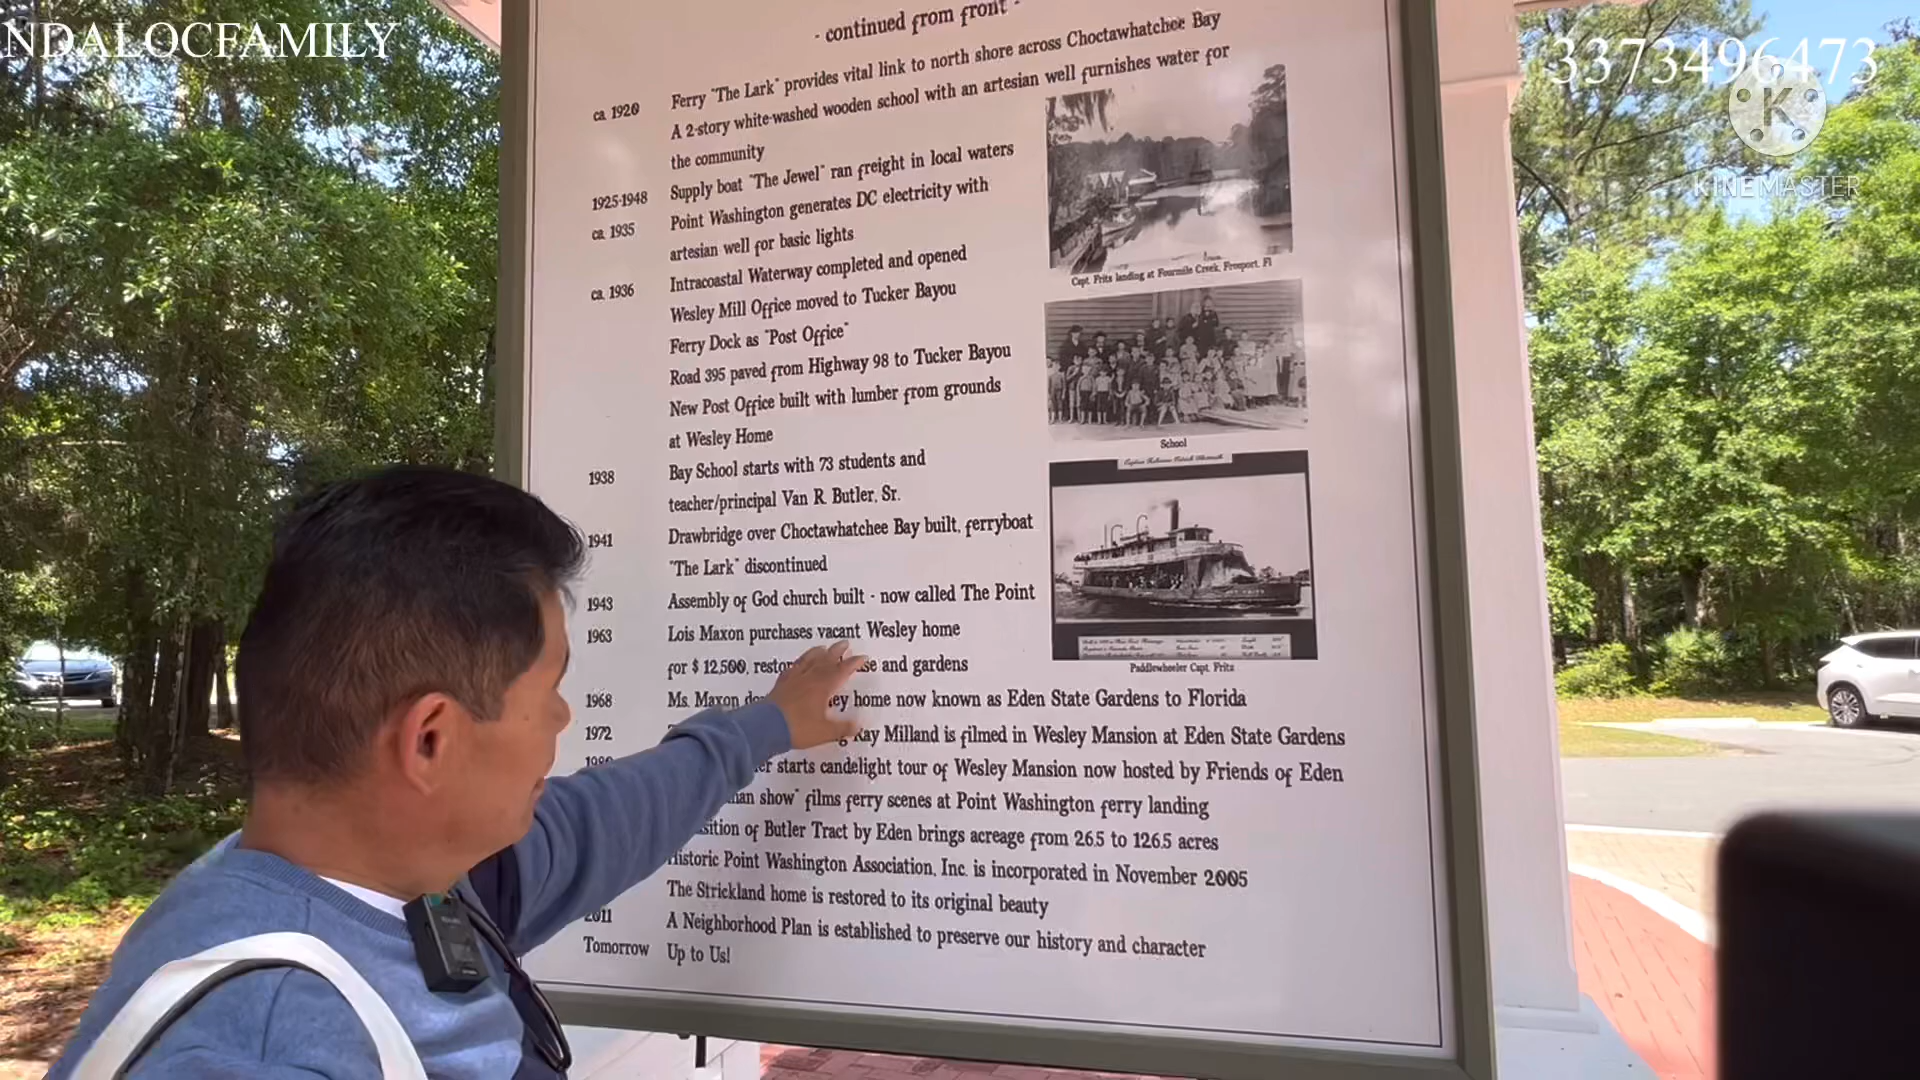 NDALOCFAMILY
3373496473
K
KINEMASTER
- continued from front -
ca. 1920 Ferry "The Lark" provides vital link to north shore across Choctawhatchee Bay
A 2-story white-washed wooden school with an artesian well furnishes water for
the community
1925-1948 Supply boat "The Jewel" ran freight in local waters
ca. 1935 Point Washington generates DC electricity with
artesian well for basic lights
ca. 1936 Intracoastal Waterway completed and opened
Wesley Mill Office moved to Tucker Bayou
Ferry Dock as "Post Office"
Road 395 paved from Highway 98 to Tucker Bayou
New Post Office built with lumber from grounds
at Wesley Home
1938 Bay School starts with 73 students and
teacher/principal Van R. Butler, Sr.
1941 Drawbridge over Choctawhatchee Bay built, ferryboat
"The Lark" discontinued
1943 Assembly of God church built - now called The Point
1963 Lois Maxon purchases vacant Wesley home
for $ 12,500, and gardens
1968 Ms. Maxon home now known as Eden State Gardens to Florida
1972 Ray Milland is filmed in Wesley Mansion at Eden State Gardens
starts candelight tour of Wesley Mansion now hosted by Friends of Eden
show" films ferry scenes at Point Washington ferry landing
of Butler Tract by Eden brings acreage from 26.5 to 126.5 acres
Historic Point Washington Association, Inc. is incorporated in November 2005
The Strickland home is restored to its original beauty
2011 A Neighborhood Plan is established to preserve our history and character
Tomorrow Up to Us!
Capt. Fritz landing at Fourmile Creek, Freeport, Fl
School
Paddlewheeler Capt. Fritz